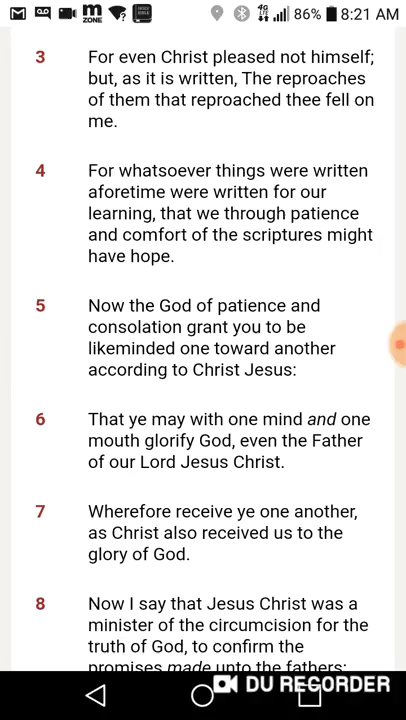 86% 8:21 AM
3 For even Christ pleased not himself;
but, as it is written, The reproaches
of them that reproached thee fell on
me.
4 For whatsoever things were written
aforetime were written for our
learning, that we through patience
and comfort of the scriptures might
have hope.
5 Now the God of patience and
consolation grant you to be
likeminded one toward another
according to Christ Jesus:
6 That ye may with one mind and one
mouth glorify God, even the Father
of our Lord Jesus Christ.
7 Wherefore receive ye one another,
as Christ also received us to the
glory of God.
8 Now I say that Jesus Christ was a
minister of the circumcision for the
truth of God, to confirm the
promises made unto the fathers:
DU RECORDER